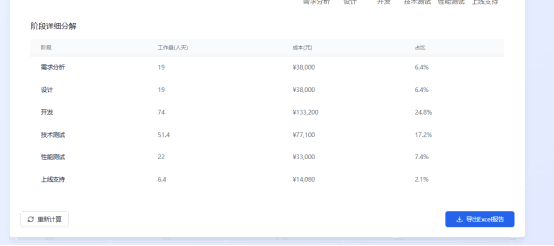 需求分析 设计 开发 技术测试 性能测试 上线支持
阶段详细分解
阶段 工作量(人天) 成本(元) 占比
需求分析 19 ¥38,000 6.4%
设计 19 ¥38,000 6.4%
开发 74 ¥133,200 24.8%
技术测试 51.4 ¥77,100 17.2%
性能测试 22 ¥33,000 7.4%
上线支持 6.4 ¥14,080 2.1%
重新计算 导出Excel报告